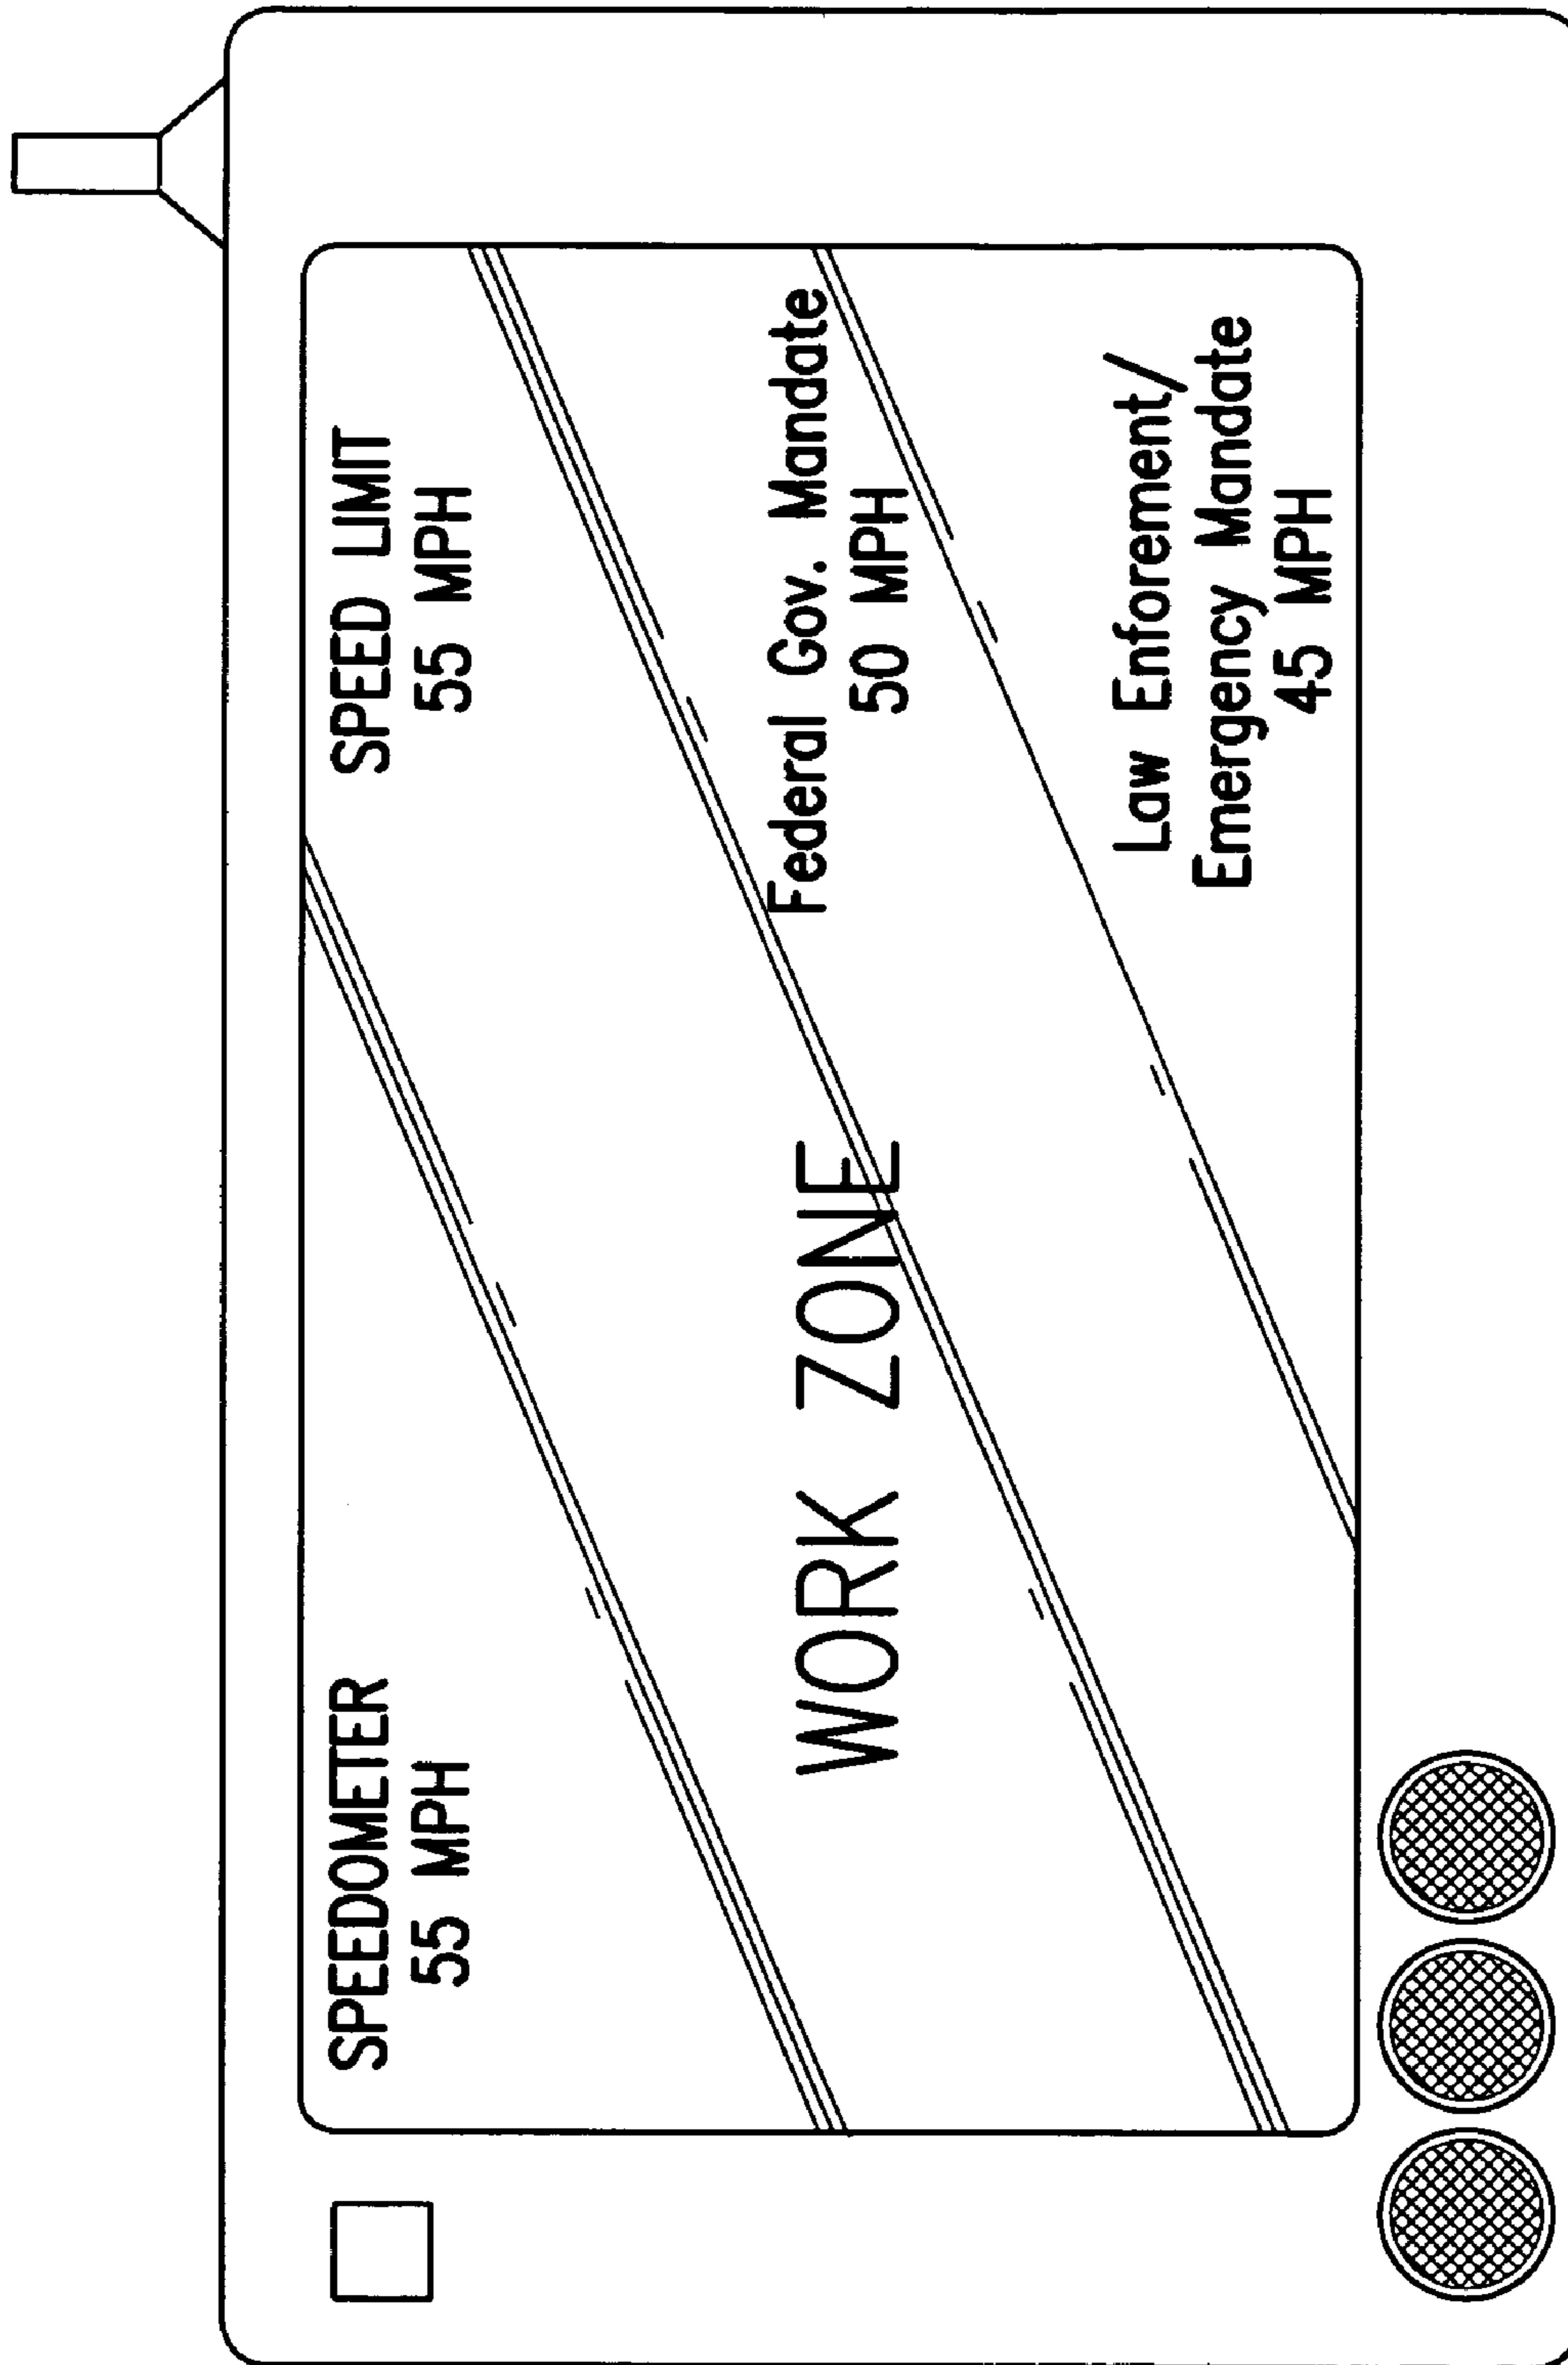 SPEEDOMETER
55 MPH
SPEED LIMIT
55 MPH
WORK ZONE
Federal Gov. Mandate
50 MPH
Law Enforement/
Emergency Mandate
45 MPH